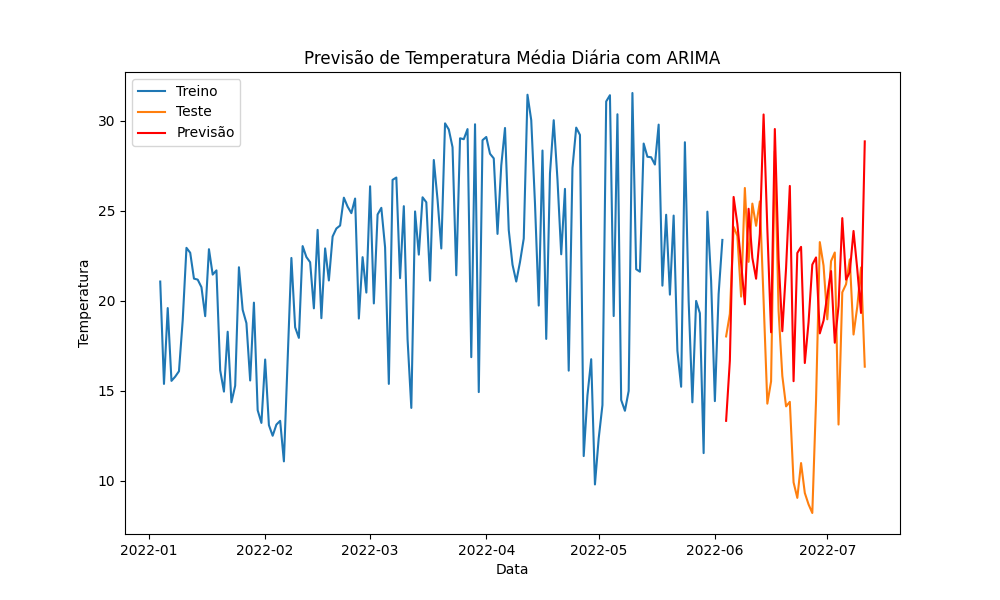 Previsão de Temperatura Média Diária com ARIMA
Treino
Teste
Previsão
Temperatura
30
25
20
15
10
2022-01 2022-02 2022-03 2022-04 2022-05 2022-06 2022-07
Data